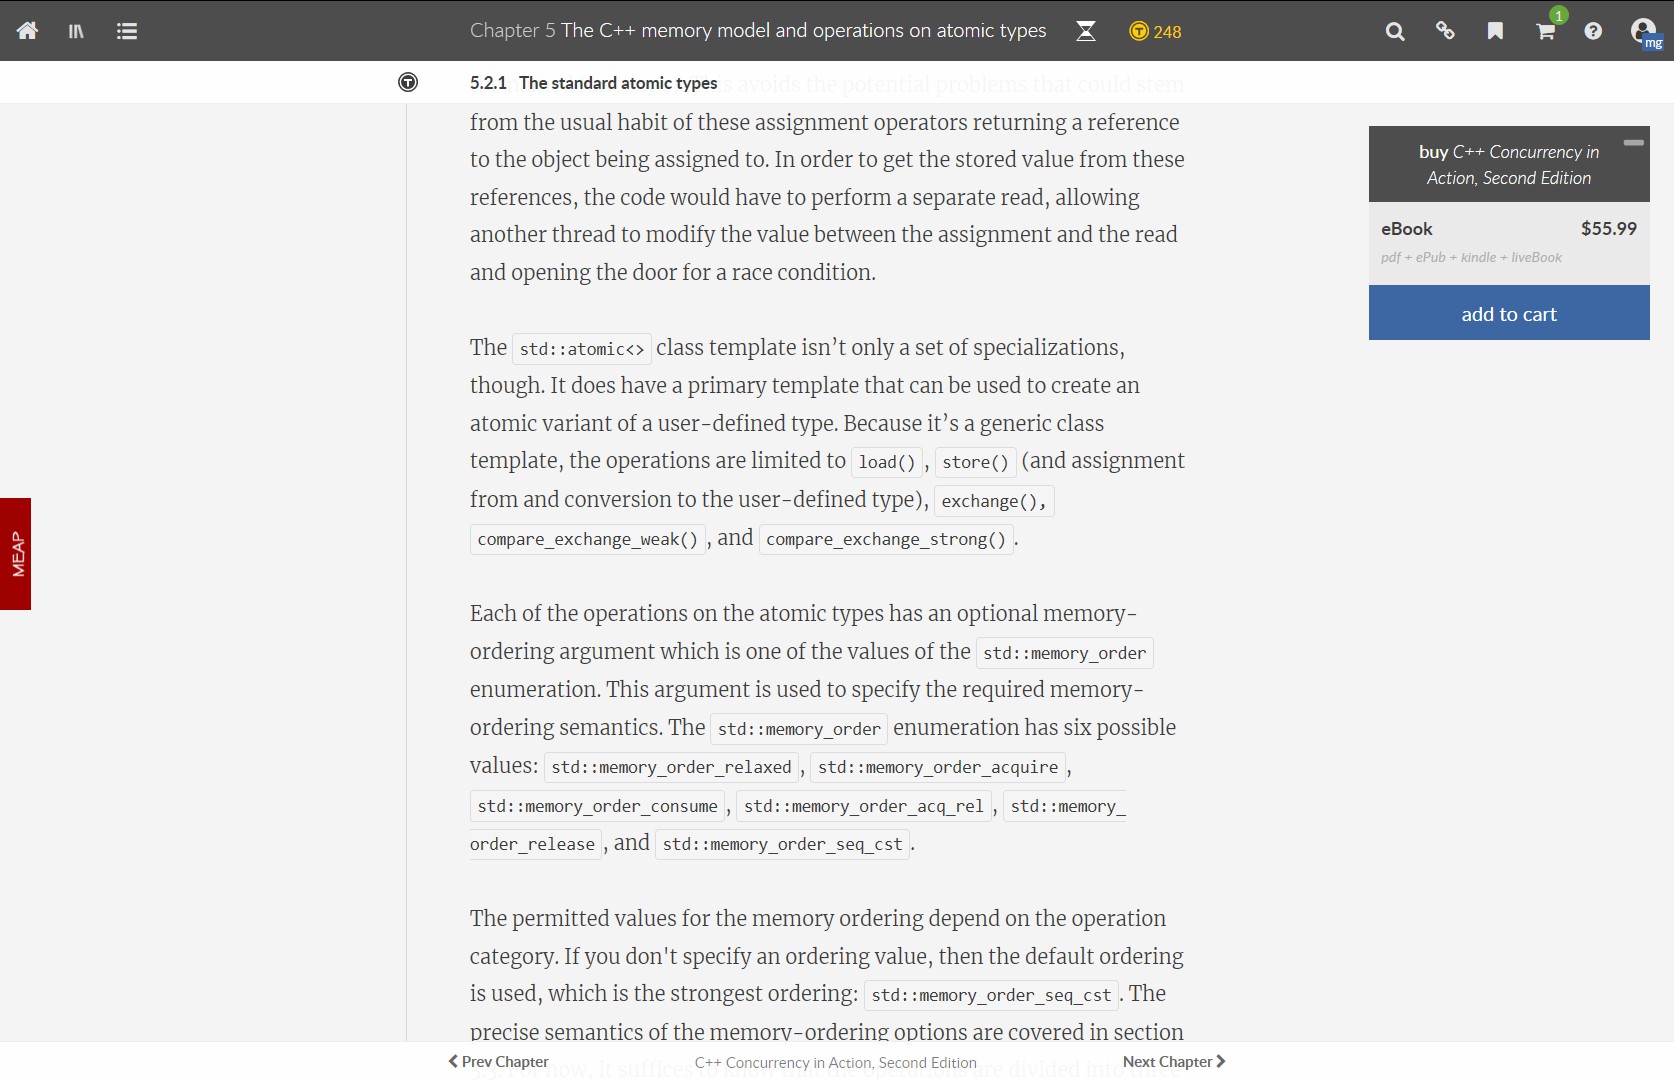 Chapter 5 The C++ memory model and operations on atomic types
248
1
mg
5.2.1 The standard atomic types
s avoids the potential problems that could stem
from the usual habit of these assignment operators returning a reference
to the object being assigned to. In order to get the stored value from these
references, the code would have to perform a separate read, allowing
another thread to modify the value between the assignment and the read
and opening the door for a race condition.
The std::atomic<> class template isn’t only a set of specializations,
though. It does have a primary template that can be used to create an
atomic variant of a user-defined type. Because it’s a generic class
template, the operations are limited to load() , store() (and assignment
from and conversion to the user-defined type), exchange(),
compare_exchange_weak() , and compare_exchange_strong() .
Each of the operations on the atomic types has an optional memory-
ordering argument which is one of the values of the std::memory_order
enumeration. This argument is used to specify the required memory-
ordering semantics. The std::memory_order enumeration has six possible
values: std::memory_order_relaxed , std::memory_order_acquire ,
std::memory_order_consume , std::memory_order_acq_rel , std::memory_
order_release , and std::memory_order_seq_cst .
The permitted values for the memory ordering depend on the operation
category. If you don't specify an ordering value, then the default ordering
is used, which is the strongest ordering: std::memory_order_seq_cst . The
precise semantics of the memory-ordering options are covered in section
buy C++ Concurrency in
Action, Second Edition
eBook $55.99
pdf + ePub + kindle + liveBook
add to cart
MEAP
Prev Chapter
C++ Concurrency in Action, Second Edition
Next Chapter